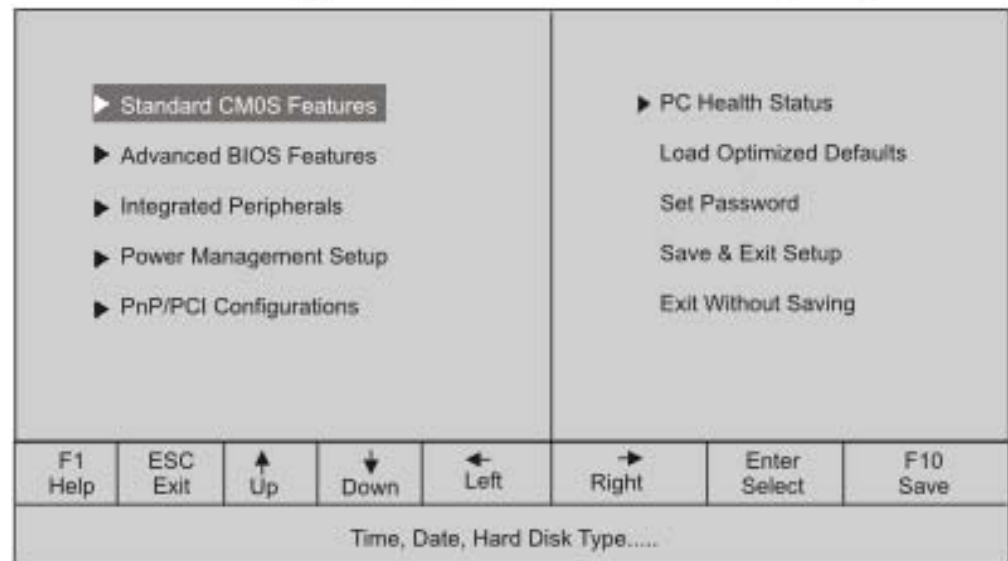 Standard CM0S Features
Advanced BIOS Features
Integrated Peripherals
Power Management Setup
PnP/PCI Configurations
PC Health Status
Load Optimized Defaults
Set Password
Save & Exit Setup
Exit Without Saving
F1 Help
ESC Exit
Up
Down
Left
Right
Enter Select
F10 Save
Time, Date, Hard Disk Type.....